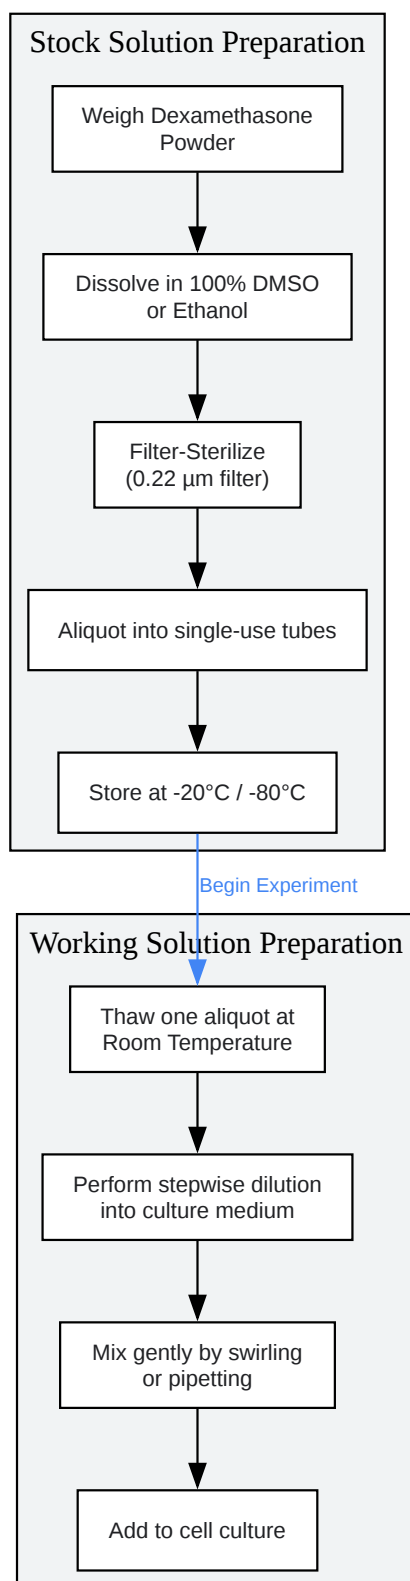 Stock Solution Preparation
Weigh Dexamethasone
Powder
Dissolve in 100% DMSO
or Ethanol
Filter-Sterilize
(0.22 µm filter)
Aliquot into single-use tubes
Store at -20°C / -80°C
Begin Experiment
Working Solution Preparation
Thaw one aliquot at
Room Temperature
Perform stepwise dilution
into culture medium
Mix gently by swirling
or pipetting
Add to cell culture